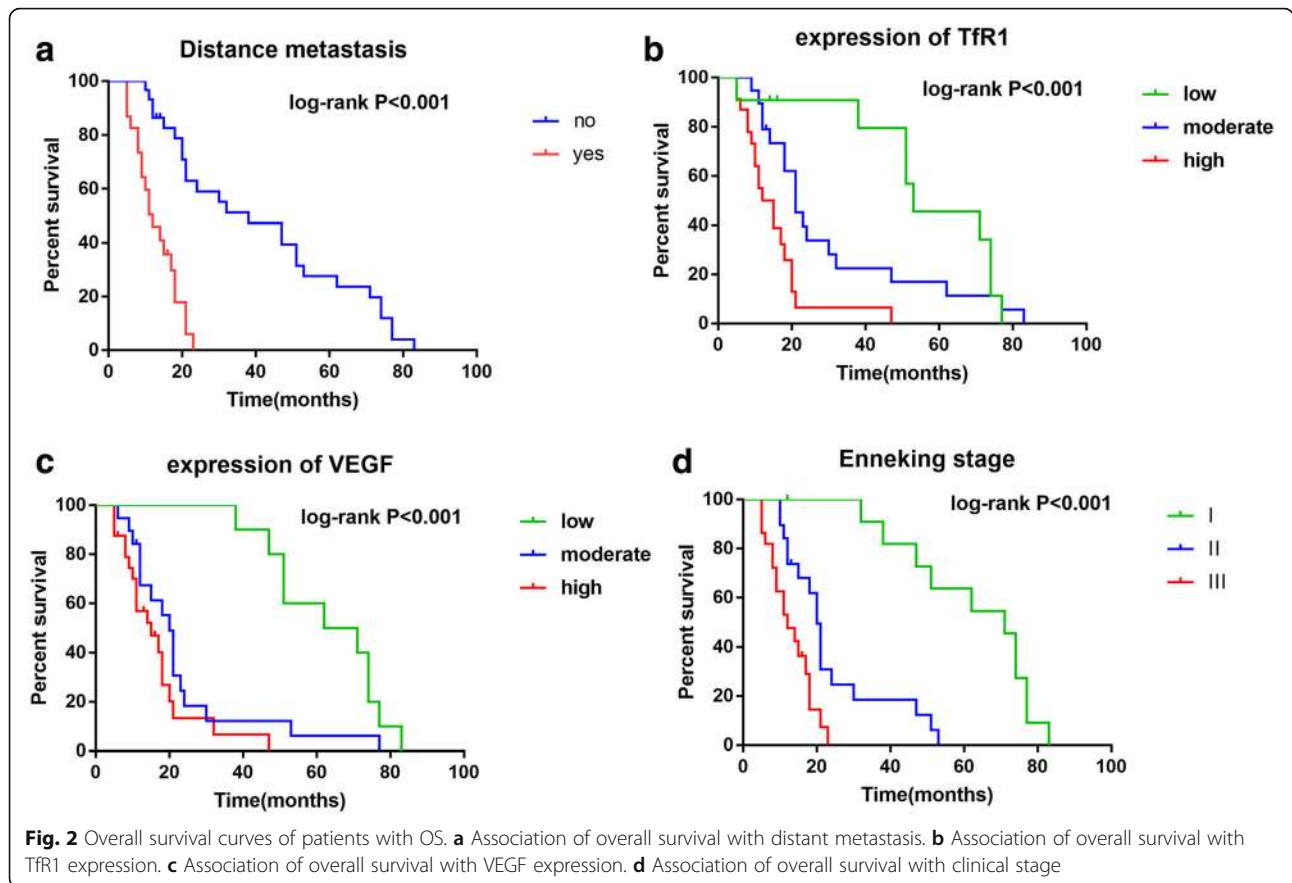 a
Distance metastasis
log-rank P<0.001
no
yes
Percent survival
100
80
60
40
20
0
0 20 40 60 80 100
Time(months)
b
expression of TfR1
log-rank P<0.001
low
moderate
high
Percent survival
100
80
60
40
20
0
0 20 40 60 80 100
Time(months)
c
expression of VEGF
log-rank P<0.001
low
moderate
high
Percent survival
100
80
60
40
20
0
0 20 40 60 80 100
Time(months)
d
Enneking stage
log-rank P<0.001
I
II
III
Percent survival
100
80
60
40
20
0
0 20 40 60 80 100
Time(months)
Fig. 2 Overall survival curves of patients with OS. a Association of overall survival with distant metastasis. b Association of overall survival with
TfR1 expression. c Association of overall survival with VEGF expression. d Association of overall survival with clinical stage